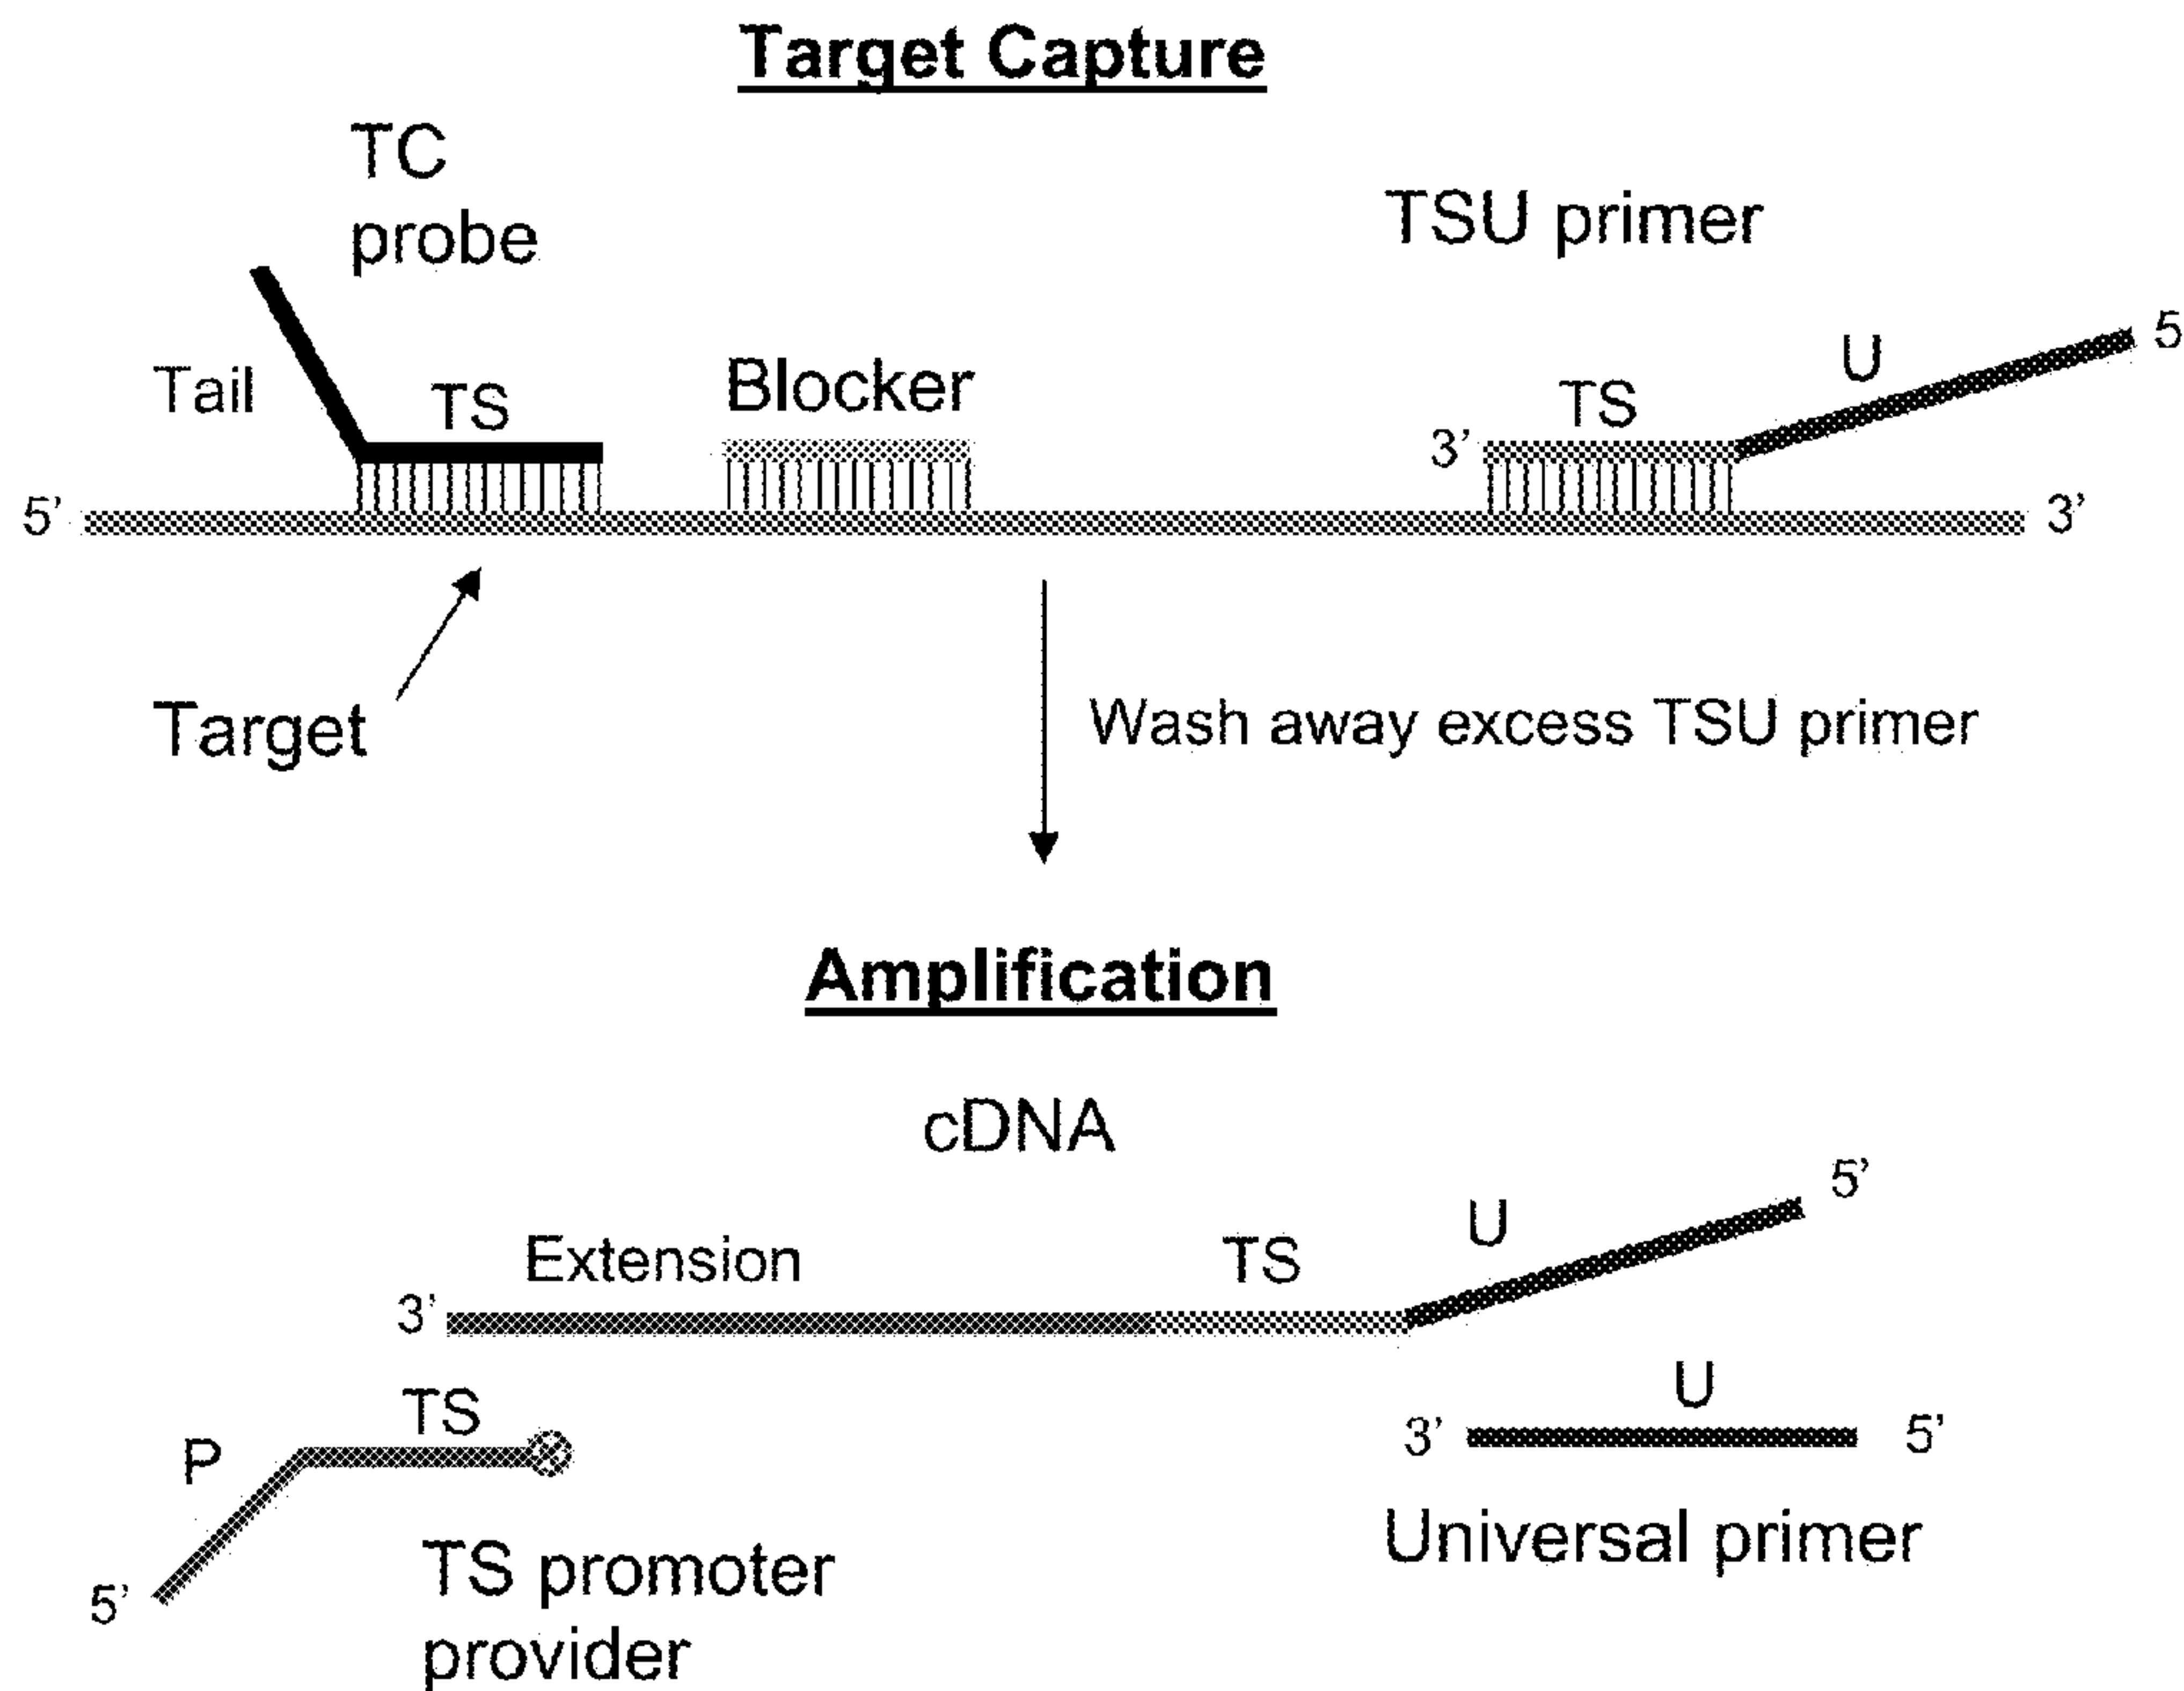 Target Capture
TC
probe
TSU primer
Tail
TS
Blocker
TS
U
5
3’
5’
3’
Target
Wash away excess TSU primer
Amplification
cDNA
Extension
TS
U
5’
3’
P
TS
U
3’
5’
5’
TS promoter
provider
Universal primer